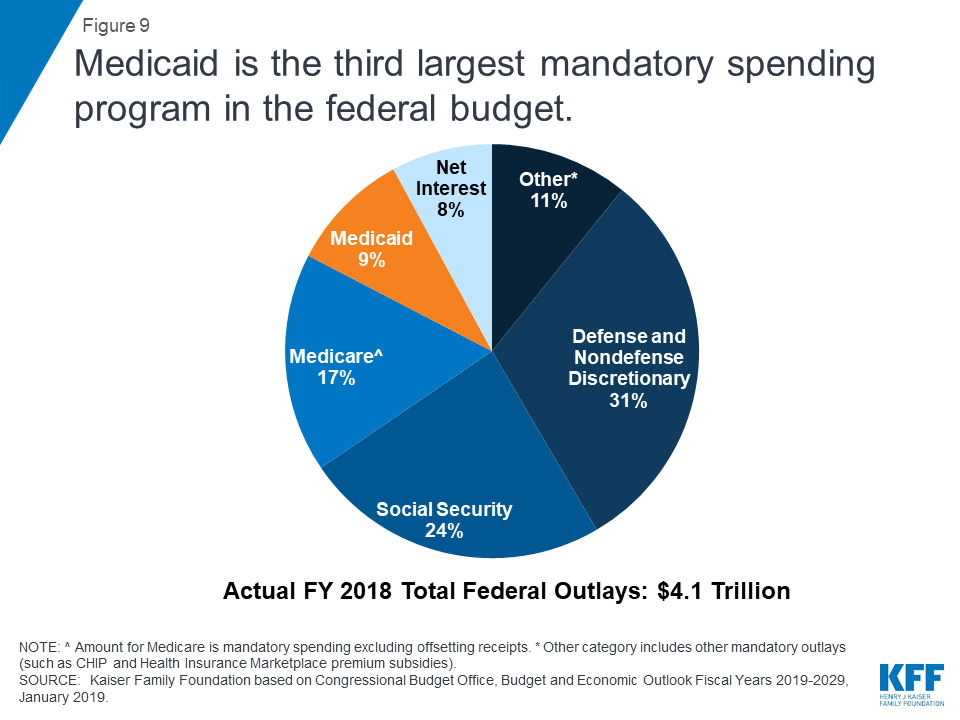 Figure 9
Medicaid is the third largest mandatory spending
program in the federal budget.
Net
Interest
8%
Other*
11%
Medicaid
9%
Defense and
Nondefense
Discretionary
31%
Medicare^
17%
Social Security
24%
Actual FY 2018 Total Federal Outlays: $4.1 Trillion
NOTE: ^ Amount for Medicare is mandatory spending excluding offsetting receipts. * Other category includes other mandatory outlays
(such as CHIP and Health Insurance Marketplace premium subsidies).
SOURCE: Kaiser Family Foundation based on Congressional Budget Office, Budget and Economic Outlook Fiscal Years 2019-2029,
January 2019.
KFF
HENRY J KAISER
FAMILY FOUNDATION